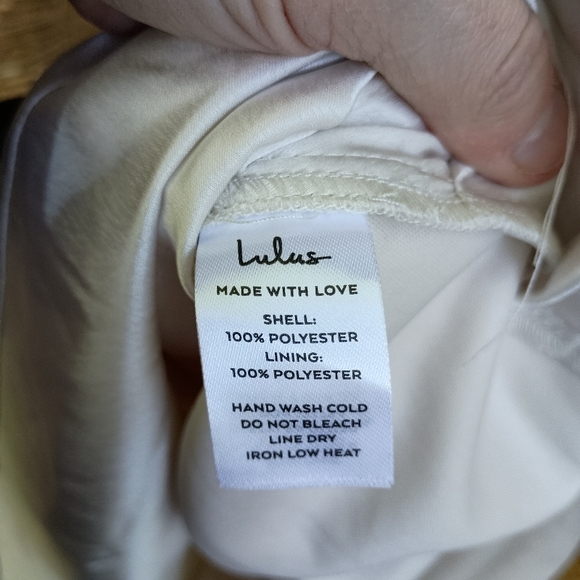 Lulus
MADE WITH LOVE
SHELL:
100% POLYESTER
LINING:
100% POLYESTER
HAND WASH COLD
DO NOT BLEACH
LINE DRY
IRON LOW HEAT